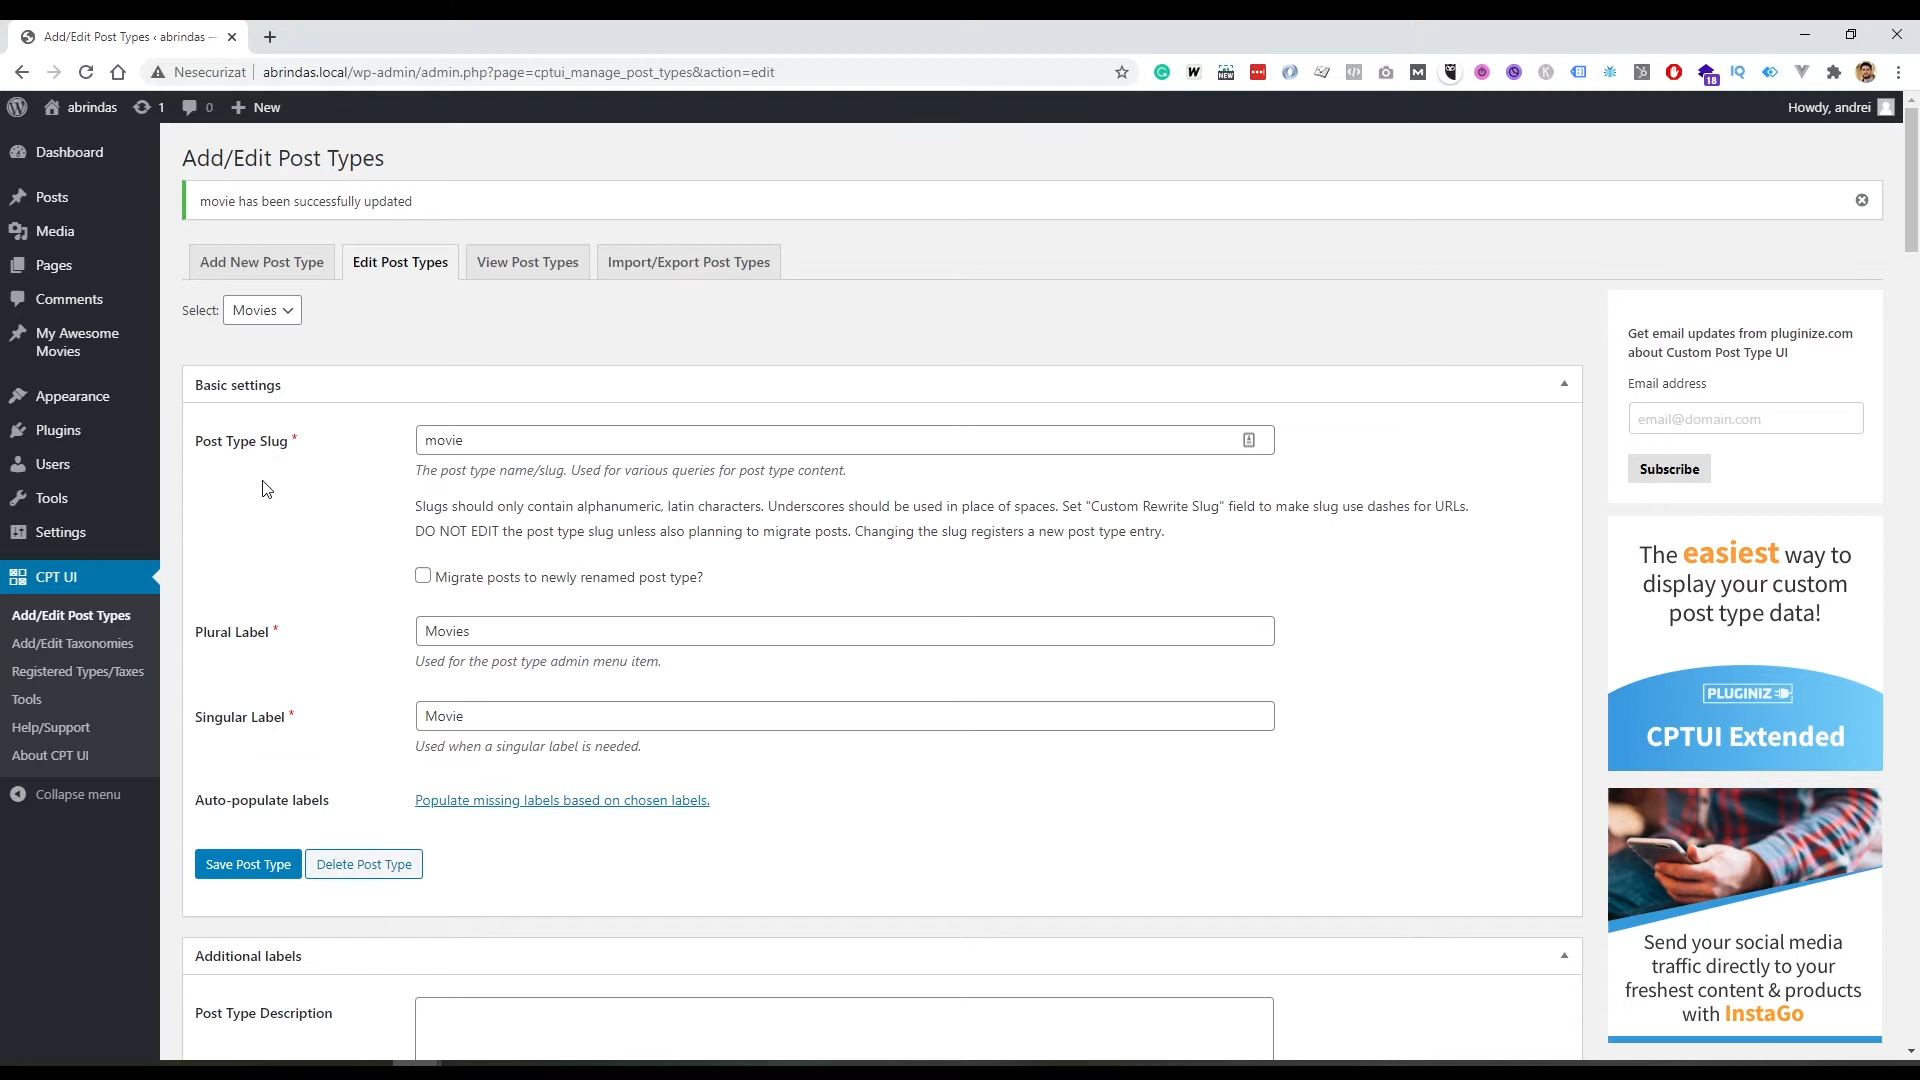 Add/Edit Post Types ‹ abrindas —
Nesecurizat
abrindas.local/wp-admin/admin.php?page=cptui_manage_post_types&action=edit
NEW
18
IQ
abrindas
1
0
New
Howdy, andrei
Dashboard
Posts
Media
Pages
Comments
My Awesome
Movies
Appearance
Plugins
Users
Tools
Settings
CPT UI
Add/Edit Post Types
Add/Edit Taxonomies
Registered Types/Taxes
Tools
Help/Support
About CPT UI
Collapse menu
Add/Edit Post Types
movie has been successfully updated
Add New Post Type
Edit Post Types
View Post Types
Import/Export Post Types
Select: Movies
Basic settings
Post Type Slug *
movie
The post type name/slug. Used for various queries for post type content.
Slugs should only contain alphanumeric, latin characters. Underscores should be used in place of spaces. Set "Custom Rewrite Slug" field to make slug use dashes for URLs.
DO NOT EDIT the post type slug unless also planning to migrate posts. Changing the slug registers a new post type entry.
Migrate posts to newly renamed post type?
Plural Label *
Movies
Used for the post type admin menu item.
Singular Label *
Movie
Used when a singular label is needed.
Auto-populate labels
Populate missing labels based on chosen labels.
Save Post Type
Delete Post Type
Additional labels
Post Type Description
Get email updates from pluginize.com
about Custom Post Type UI
Email address
email@domain.com
Subscribe
The easiest way to
display your custom
post type data!
PLUGINIZE
CPTUI Extended
Send your social media
traffic directly to your
freshest content & products
with InstaGo